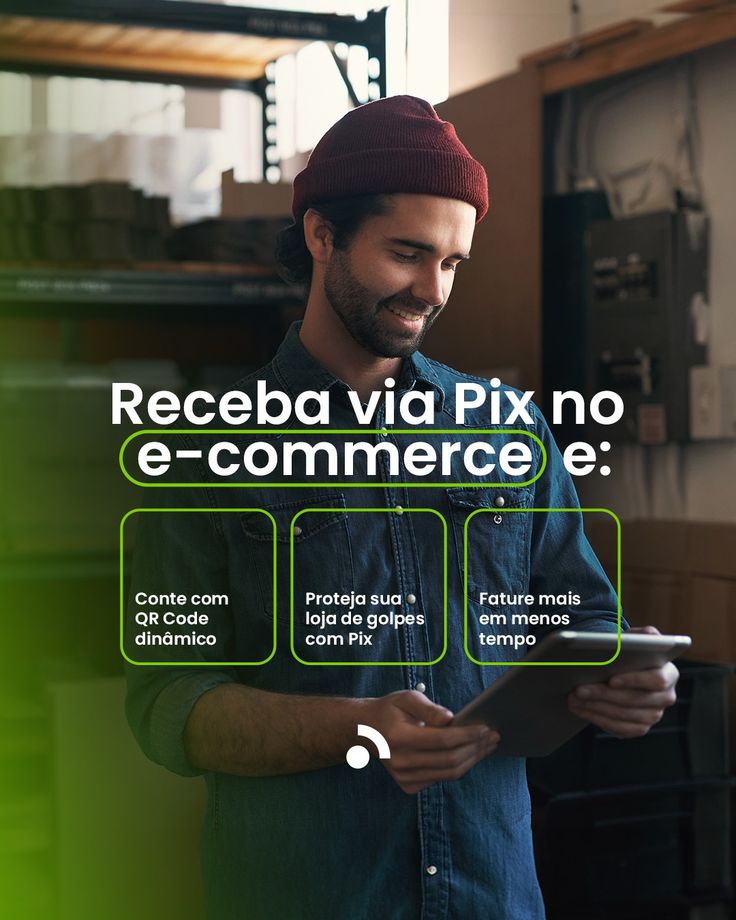 Receba via Pix no
e-commerce e:
Conte com
QR Code
dinâmico
Proteja sua
loja de golpes
com Pix
Fature mais
em menos
tempo